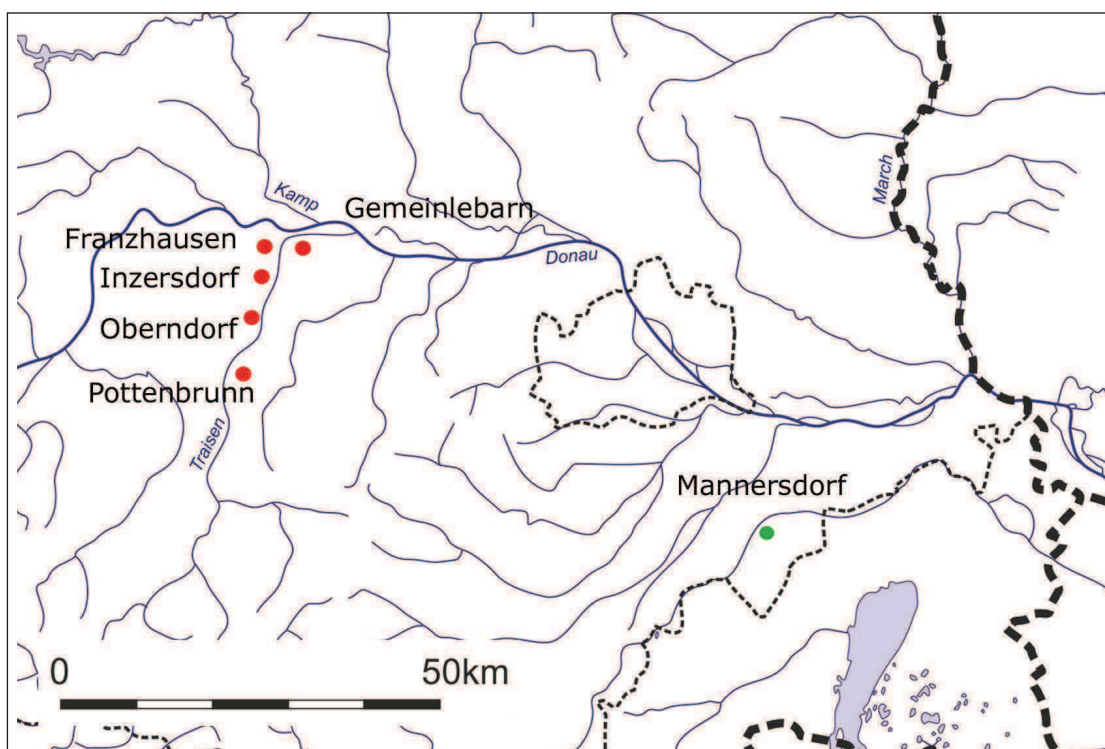 March
Kamp
Gemeinlebarn
Franzhausen
Donau
Inzersdorf
Oberndorf
Pottenbrunn
Traisen
Mannersdorf
0 50km